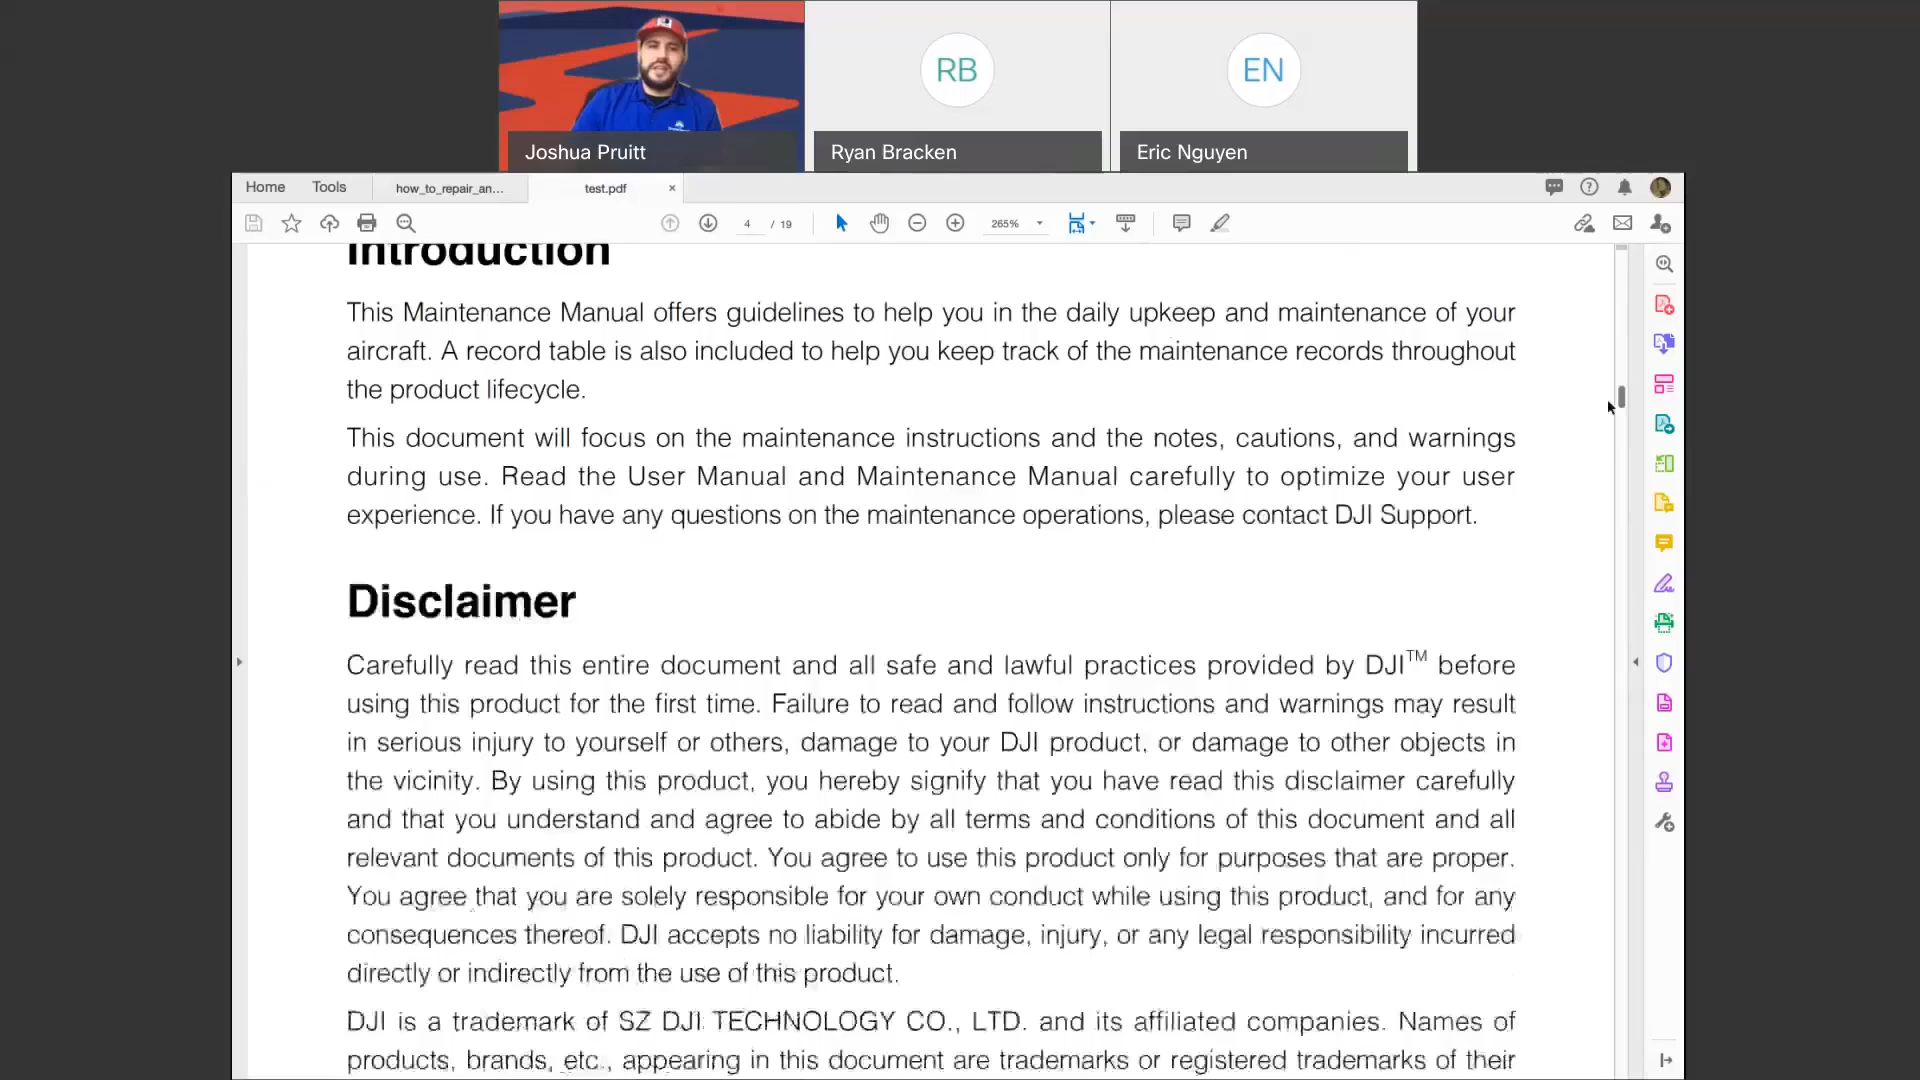 RB
EN
Joshua Pruitt
Ryan Bracken
Eric Nguyen
Home
Tools
how_to_repair_an...
test.pdf
4 / 19
265%
Introduction
This Maintenance Manual offers guidelines to help you in the daily upkeep and maintenance of your
aircraft. A record table is also included to help you keep track of the maintenance records throughout
the product lifecycle.
This document will focus on the maintenance instructions and the notes, cautions, and warnings
during use. Read the User Manual and Maintenance Manual carefully to optimize your user
experience. If you have any questions on the maintenance operations, please contact DJI Support.
Disclaimer
Carefully read this entire document and all safe and lawful practices provided by DJI™ before
using this product for the first time. Failure to read and follow instructions and warnings may result
in serious injury to yourself or others, damage to your DJI product, or damage to other objects in
the vicinity. By using this product, you hereby signify that you have read this disclaimer carefully
and that you understand and agree to abide by all terms and conditions of this document and all
relevant documents of this product. You agree to use this product only for purposes that are proper.
You agree that you are solely responsible for your own conduct while using this product, and for any
consequences thereof. DJI accepts no liability for damage, injury, or any legal responsibility incurred
directly or indirectly from the use of this product.
DJI is a trademark of SZ DJI TECHNOLOGY CO., LTD. and its affiliated companies. Names of
products, brands, etc., appearing in this document are trademarks or registered trademarks of their